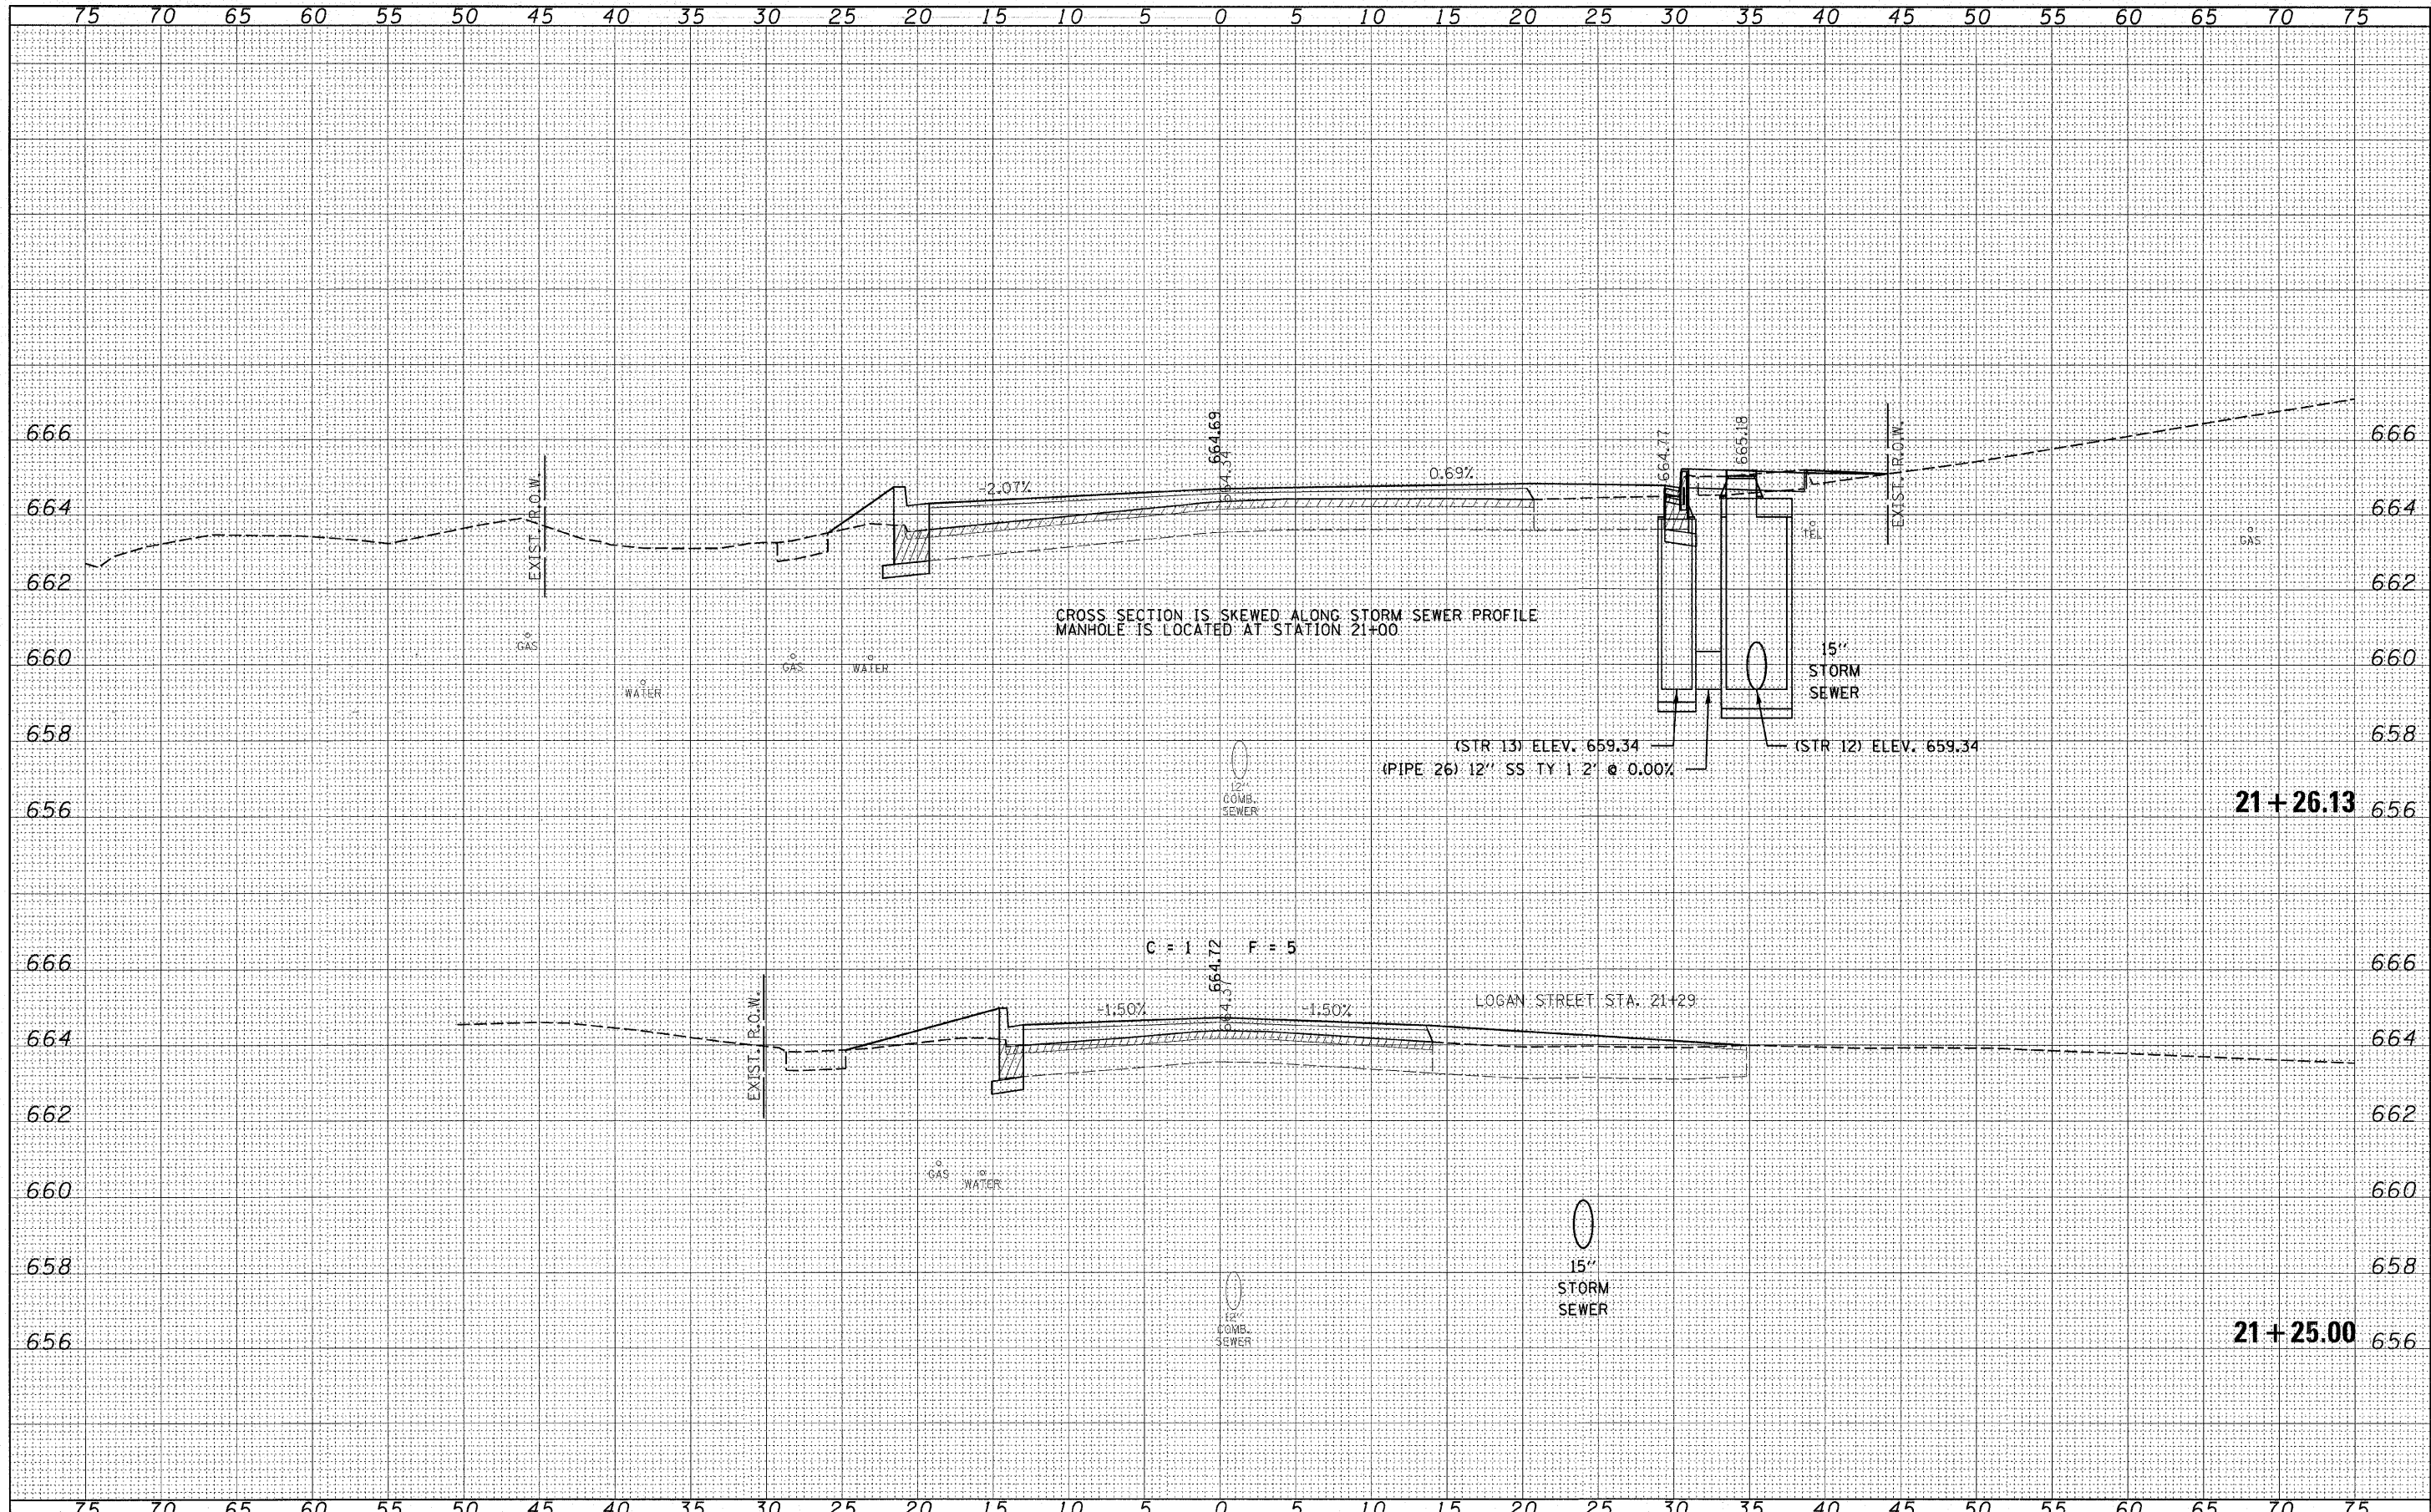 75 70 65 60 55 50 45 40 35 30 25 20 15 10 5 0 5 10 15 20 25 30 35 40 45 50 55 60 65 70 75
666 666
664.69
664.34
664.77
665.18
-2.07%
0.69%
EXIST. R.O.W.
EXIST. R.O.W.
664 664
TEL
GAS
662 662
CROSS SECTION IS SKEWED ALONG STORM SEWER PROFILE
MANHOLE IS LOCATED AT STATION 21+00
GAS
GAS
WATER
WATER
660 660
15"
STORM
SEWER
658 658
(STR 13) ELEV. 659.34
(STR 12) ELEV. 659.34
(PIPE 26) 12" SS TY 1 2' @ 0.00%
12"
COMB.
SEWER
21+26.13
656 656
C = 1
F = 5
664.72
664.37
666 666
-1.50%
-1.50%
LOGAN STREET STA. 21+29
EXIST. R.O.W.
664 664
662 662
GAS
WATER
660 660
658 658
15"
STORM
SEWER
12"
COMB.
SEWER
21+25.00
656 656
75 70 65 60 55 50 45 40 35 30 25 20 15 10 5 0 5 10 15 20 25 30 35 40 45 50 55 60 65 70 75